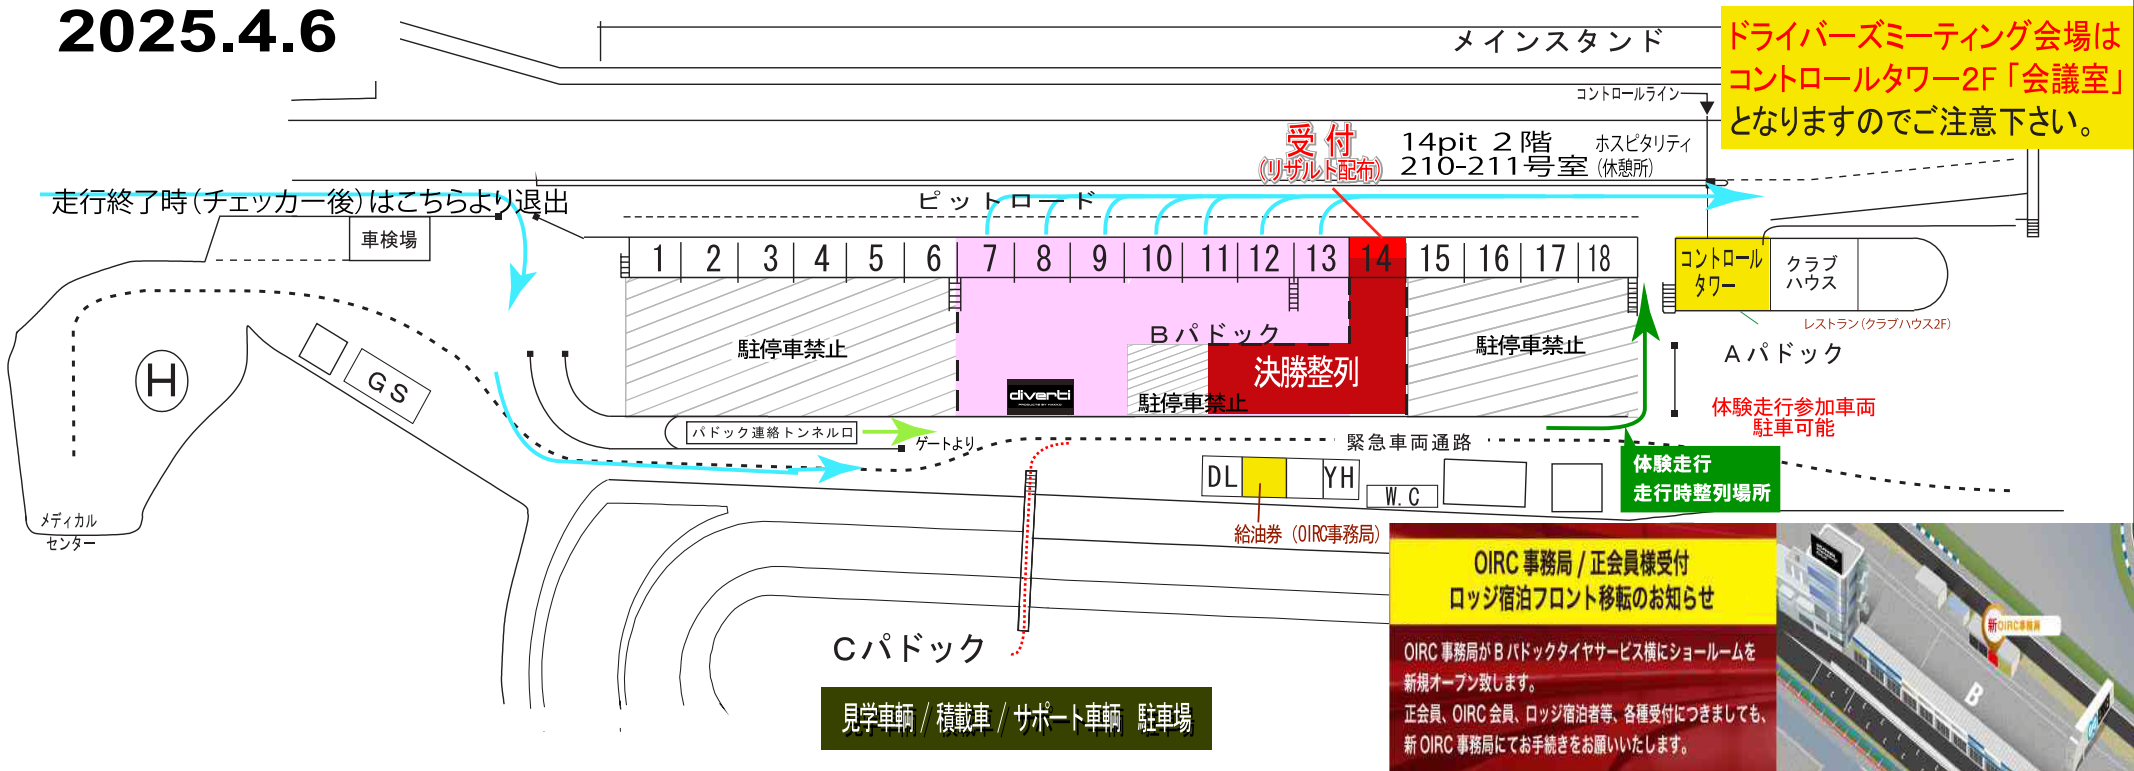 2025.4.6
メインスタンド
ドライバーズミーティング会場は
コントロールタワー2F「会議室」
となりますのでご注意下さい。
コントロールライン
受付
(リザルト配布)
14pit 2階
210-211号室
ホスピタリティ
(休憩所)
走行終了時(チェッカー後)はこちらより退出
ピットロード
車検場
1 2 3 4 5 6 7 8 9 10 11 12 13 14 15 16 17 18
コントロール
タワー
クラブ
ハウス
レストラン(クラブハウス2F)
Bパドック
駐停車禁止
駐停車禁止
Aパドック
決勝整列
H
GS
diverti
駐停車禁止
体験走行参加車両
駐車可能
パドック連絡トンネル口
ゲートより
緊急車両通路
体験走行
走行時整列場所
DL
YH
W.C
メディカル
センター
給油券(OIRC事務局)
OIRC 事務局 / 正会員様受付
ロッジ宿泊フロント移転のお知らせ
新OIRC事務局
Cパドック
OIRC 事務局が B パドックタイヤサービス横にショールームを
新規オープン致します。
正会員、OIRC 会員、ロッジ宿泊者等、各種受付につきましても、
新 OIRC 事務局にてお手続きをお願いいたします。
B
見学車輌 / 積載車 / サポート車輌 駐車場